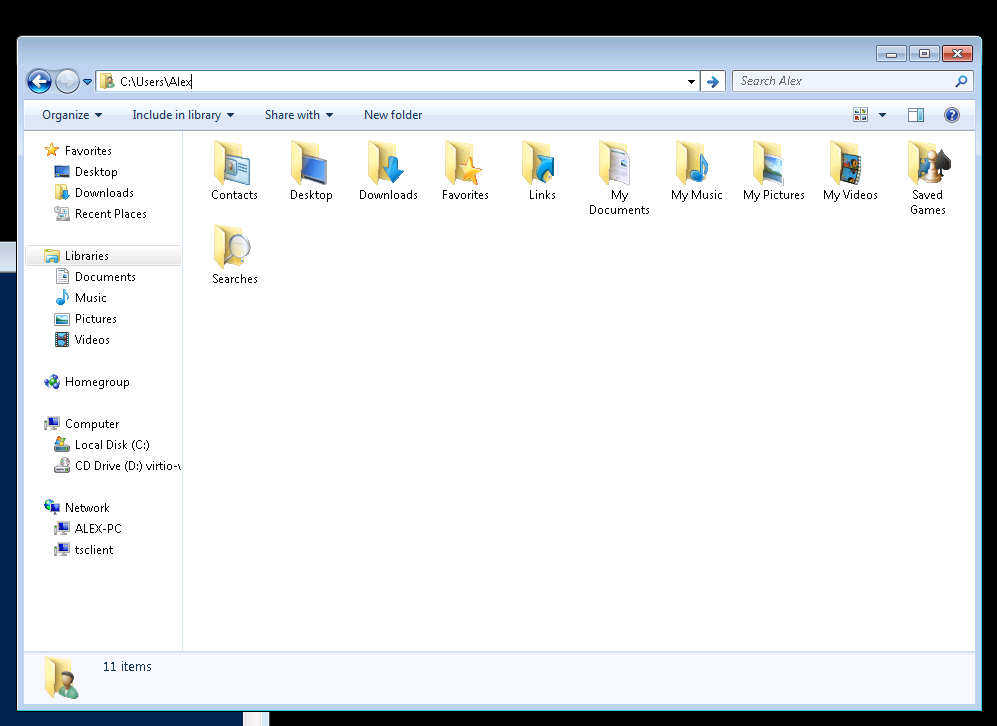 C:\Users\Alex
Search Alex
Organize
Include in library
Share with
New folder
Favorites
Desktop
Downloads
Recent Places
Libraries
Documents
Music
Pictures
Videos
Homegroup
Computer
Local Disk (C:)
CD Drive (D:) virtio-v
Network
ALEX-PC
tsclient
Contacts
Desktop
Downloads
Favorites
Links
My
Documents
My Music
My Pictures
My Videos
Saved
Games
Searches
11 items